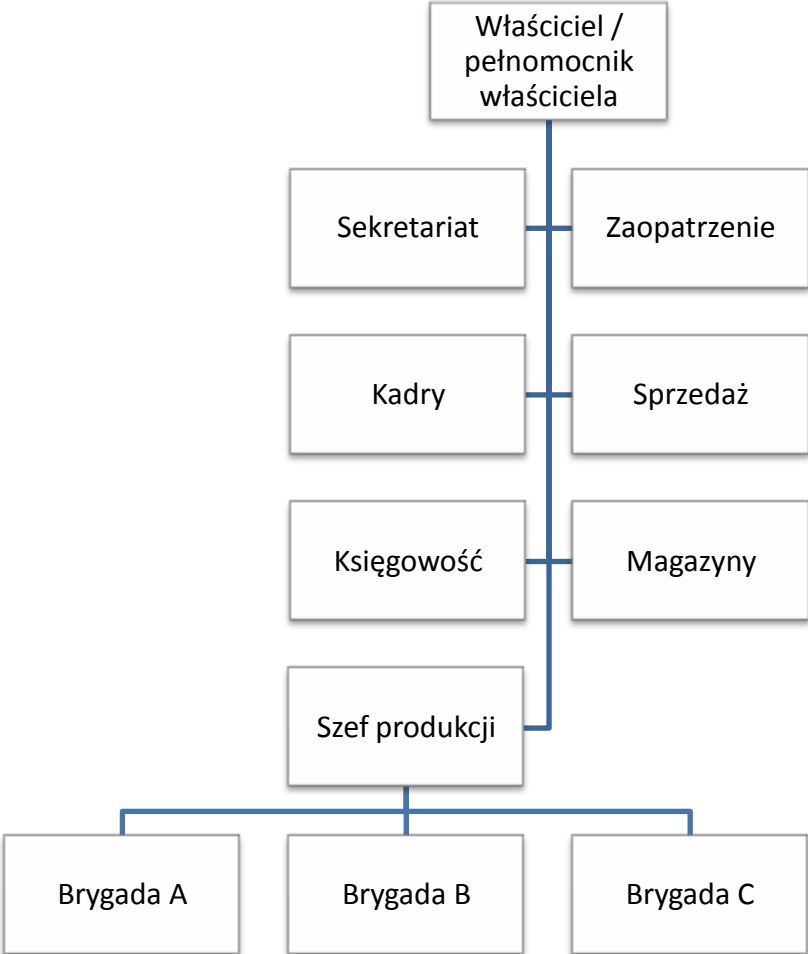 Właściciel /
pełnomocnik
właściciela
Sekretariat
Zaopatrzenie
Kadry
Sprzedaż
Księgowość
Magazyny
Szef produkcji
Brygada A
Brygada B
Brygada C